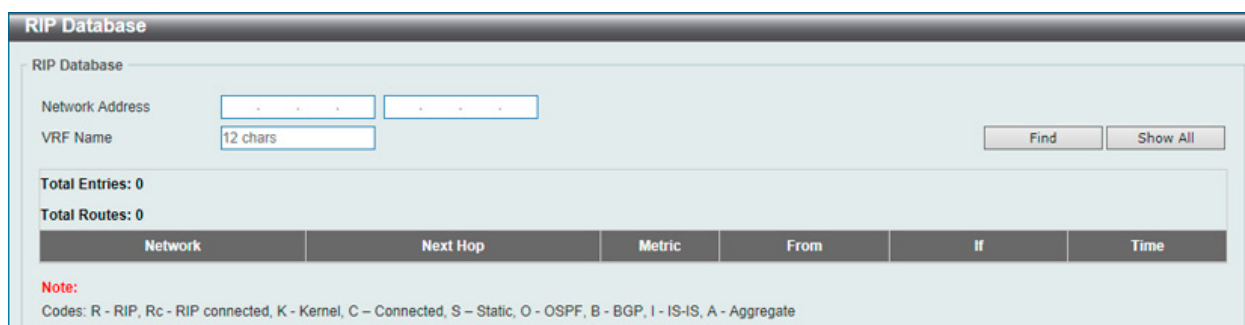 RIP Database
RIP Database
Network Address . . . . . .
VRF Name 12 chars Find Show All
Total Entries: 0
Total Routes: 0
Network Next Hop Metric From If Time
Note:
Codes: R - RIP, Rc - RIP connected, K - Kernel, C – Connected, S – Static, O - OSPF, B - BGP, I - IS-IS, A - Aggregate